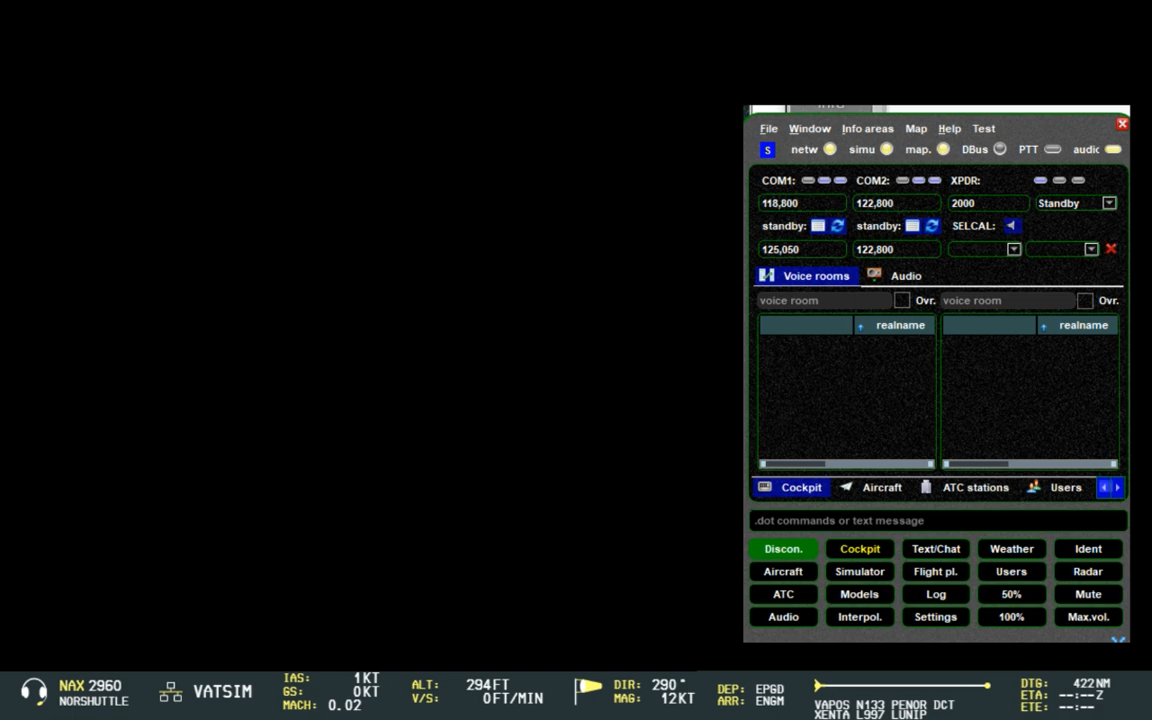 File Window Info areas Map Help Test
S netw simu map. DBus PTT audio
COM1: COM2: XPDR:
118,800 122,800 2000 Standby
standby: standby: SELCAL:
125,050 122,800
Voice rooms Audio
voice room Ovr. voice room Ovr.
realname realname
Cockpit Aircraft ATC stations Users
.dot commands or text message
Discon. Cockpit Text/Chat Weather Ident
Aircraft Simulator Flight pl. Users Radar
ATC Models Log 50% Mute
Audio Interpol. Settings 100% Max.vol.
NAX 2960
NORSHUTTLE
VATSIM
IAS: 1KT
GS: 0KT
MACH: 0.02
ALT: 294FT
V/S: 0FT/MIN
DIR: 290°
MAG: 12KT
DEP: EPGD
ARR: ENGM
VAPOS N133 PENOR DCT
XENTA L997 LUNIP
DTG: 422NM
ETA: --:--Z
ETE: --:--